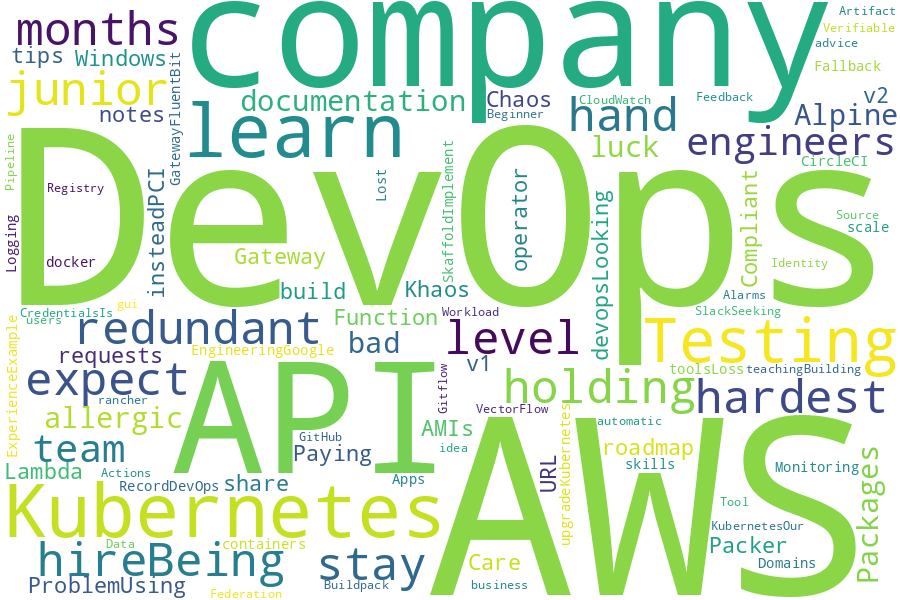 company
months
Artifact
Verifiable
advice
tips
Windows
Fallback
junior
documentation
Chaos
CloudWatch
Feedback
v2
notes
GatewayFluentBit
Beginner
hand
Alpine
learn
engineers
luck
Pipeline
DevOps
CircleCI
Registry
insteadPCI
Lost
SkaffoldImplement
operator
devopsLooking
Compliant
Source
scale
Logging
docker
Gateway
Identity
build
Khaos
Alarms
CredentialsIs
users
gui
Function
Workload
SlackSeeking
redundant
bad
level
Testing
ExperienceExample
requests
EngineeringGoogle
v1
toolsLoss
teachingBuilding
expect
API
Gitflow
holding
hardest
rancher
VectorFlow
allergic
AMIs
AWS
automatic
team
GitHub
idea
upgradeKubernetes
roadmap
Paying
URL
skills
Monitoring
Packages
Lambda
Actions
RecordDevOps
share
Apps
Kubernetes
Tool
KubernetesOur
Data
containers
Packer
hireBeing
stay
Care
Domains
ProblemUsing
Buildpack
business
Federation